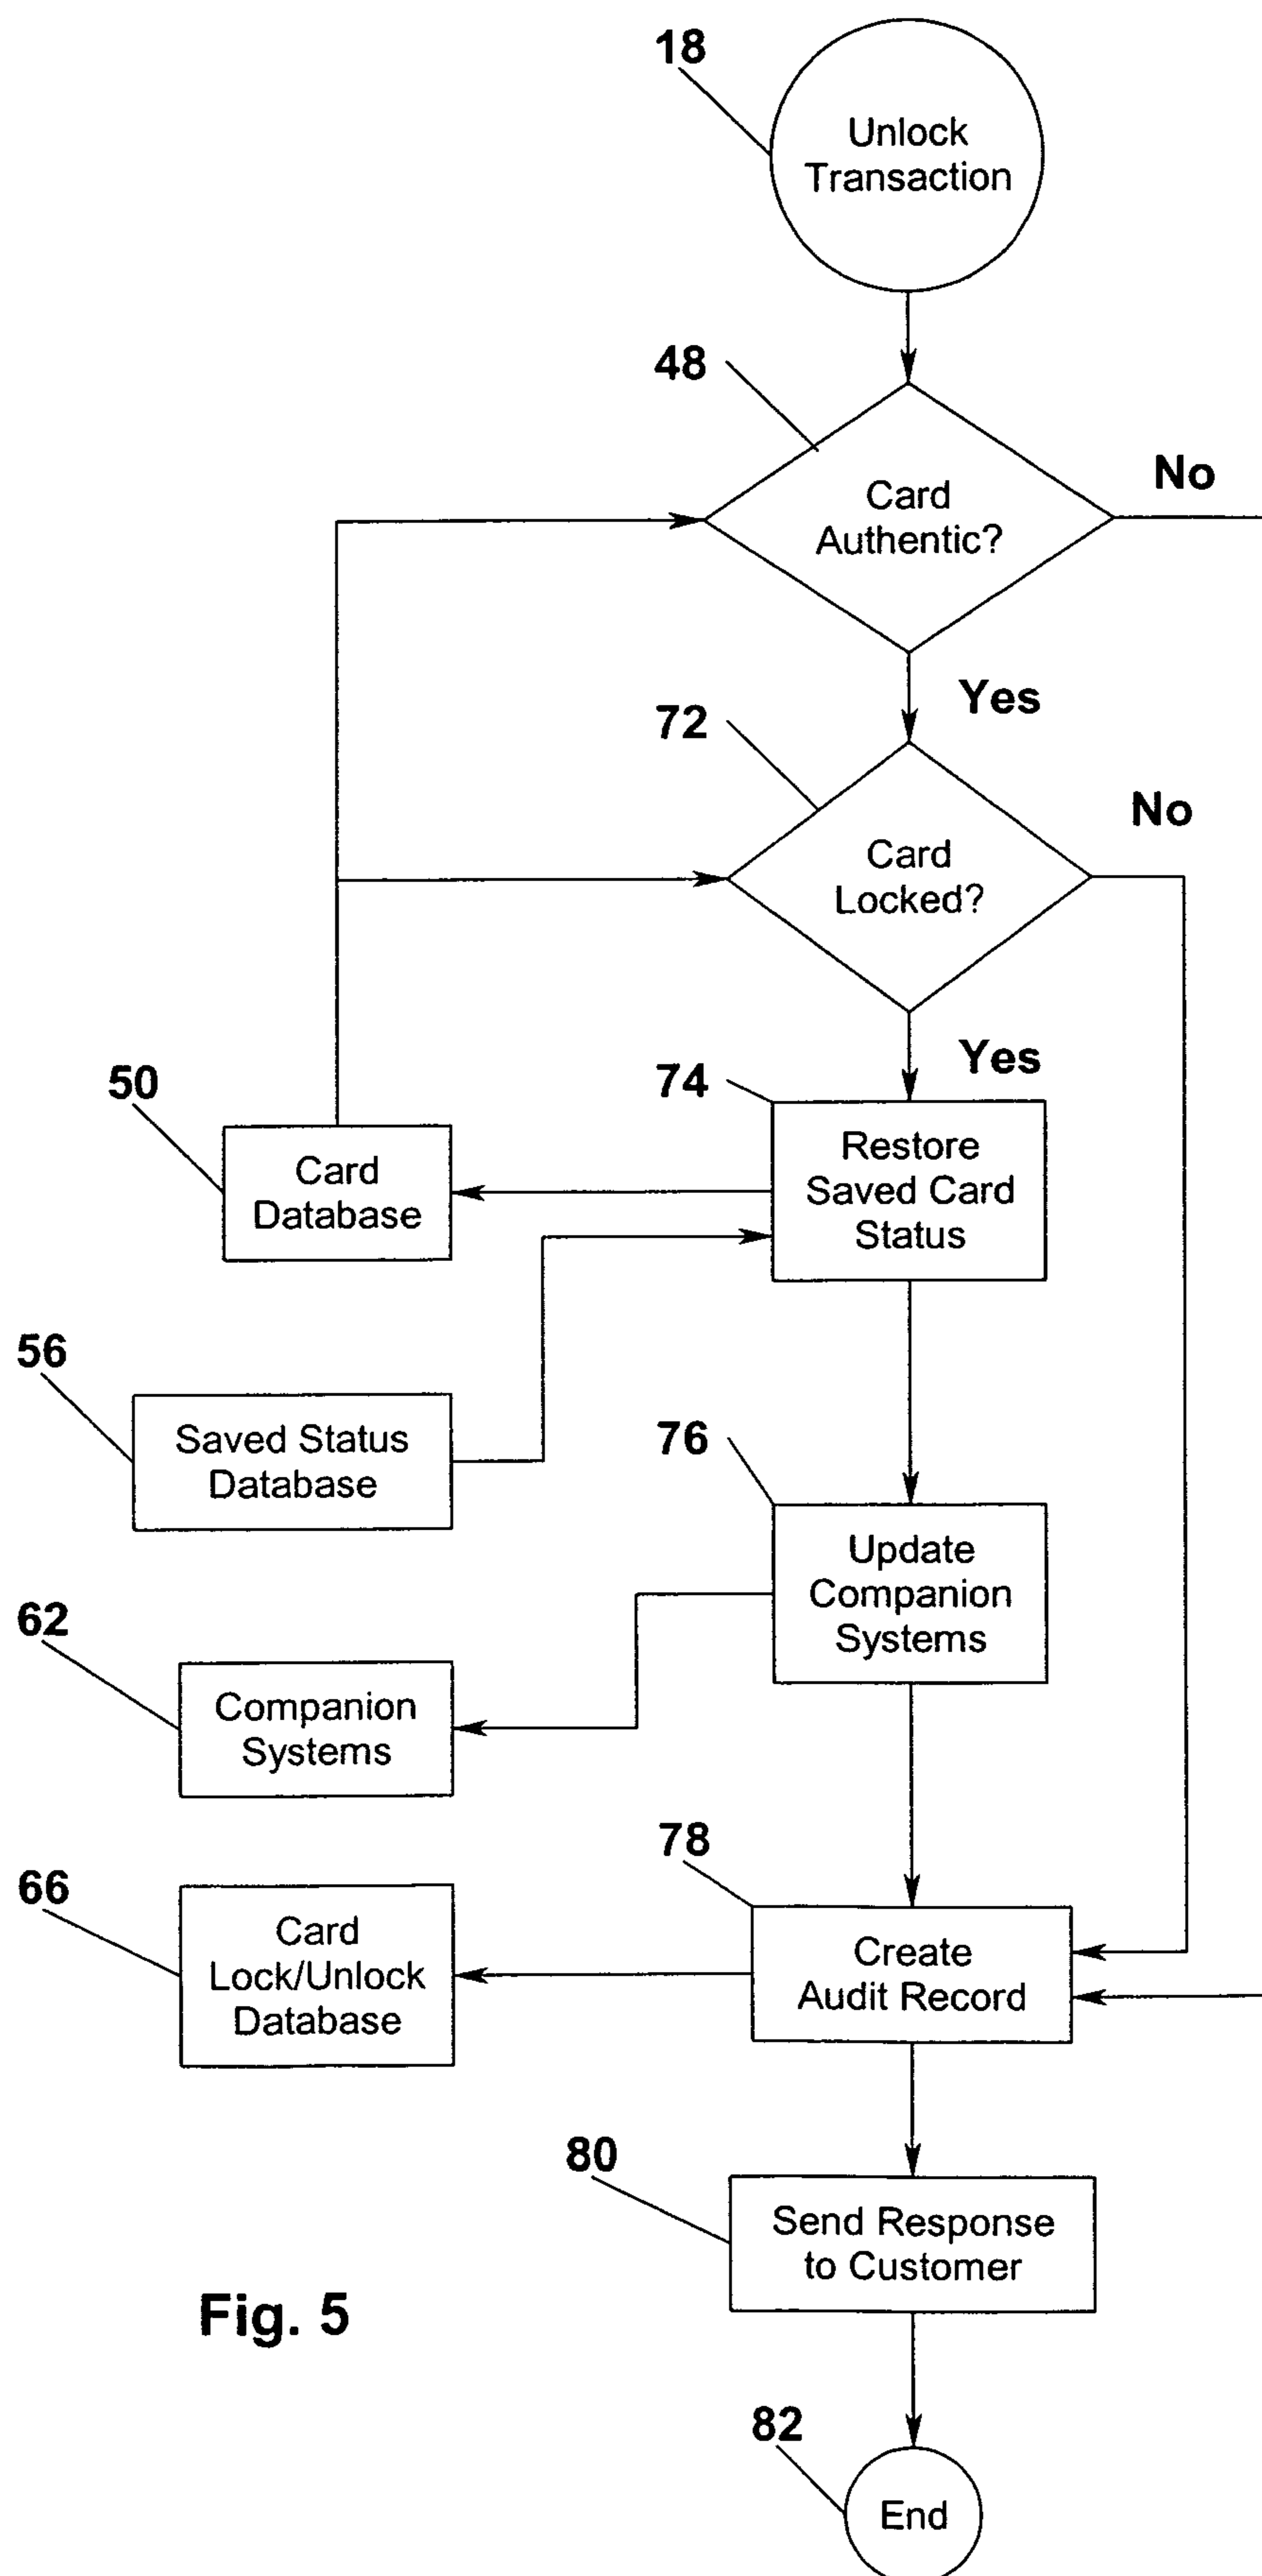 18
Unlock
Transaction
48
No
Card
Authentic?
Yes
72
No
Card
Locked?
Yes
74
50
Restore
Saved Card
Status
Card
Database
56
Saved Status
Database
76
Update
Companion
Systems
62
Companion
Systems
78
66
Card
Lock/Unlock
Database
Create
Audit Record
80
Send Response
to Customer
Fig. 5
82
End